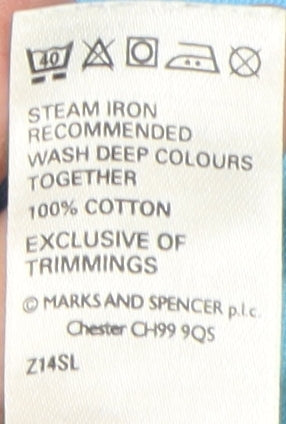 40
STEAM IRON
RECOMMENDED
WASH DEEP COLOURS
TOGETHER
100% COTTON
EXCLUSIVE OF
TRIMMINGS
© MARKS AND SPENCER p.l.c.
Chester CH99 9QS
Z14SL